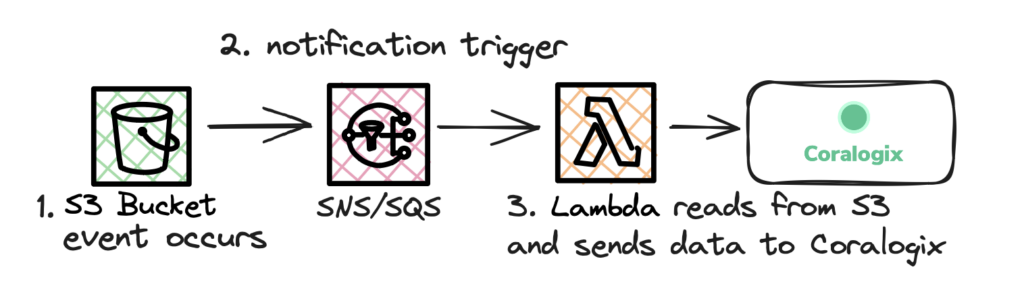 2. notification trigger
Coralogix
1. S3 Bucket
event occurs
SNS/SQS
3. Lambda reads from S3
and sends data to Coralogix